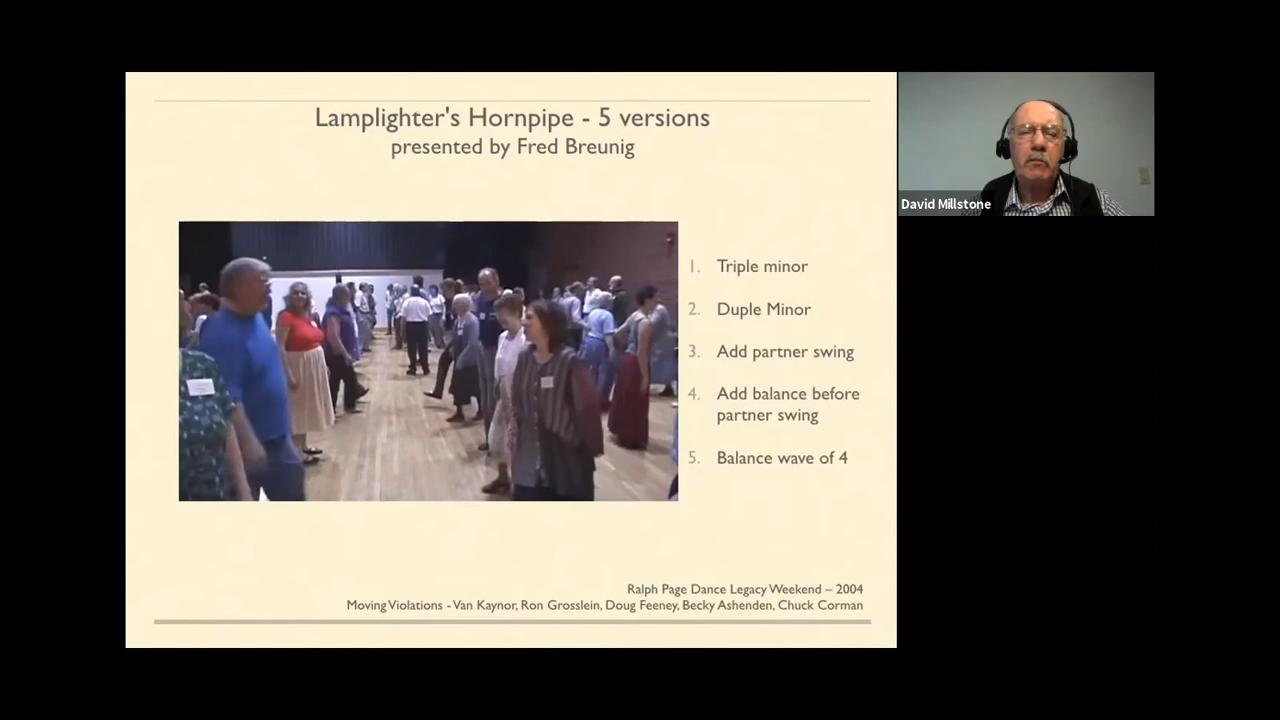 Lamplighter's Hornpipe - 5 versions
presented by Fred Breunig
David Millstone
1. Triple minor
2. Duple Minor
3. Add partner swing
4. Add balance before
partner swing
5. Balance wave of 4
Ralph Page Dance Legacy Weekend – 2004
Moving Violations - Van Kaynor, Ron Grosslein, Doug Feeney, Becky Ashenden, Chuck Corman